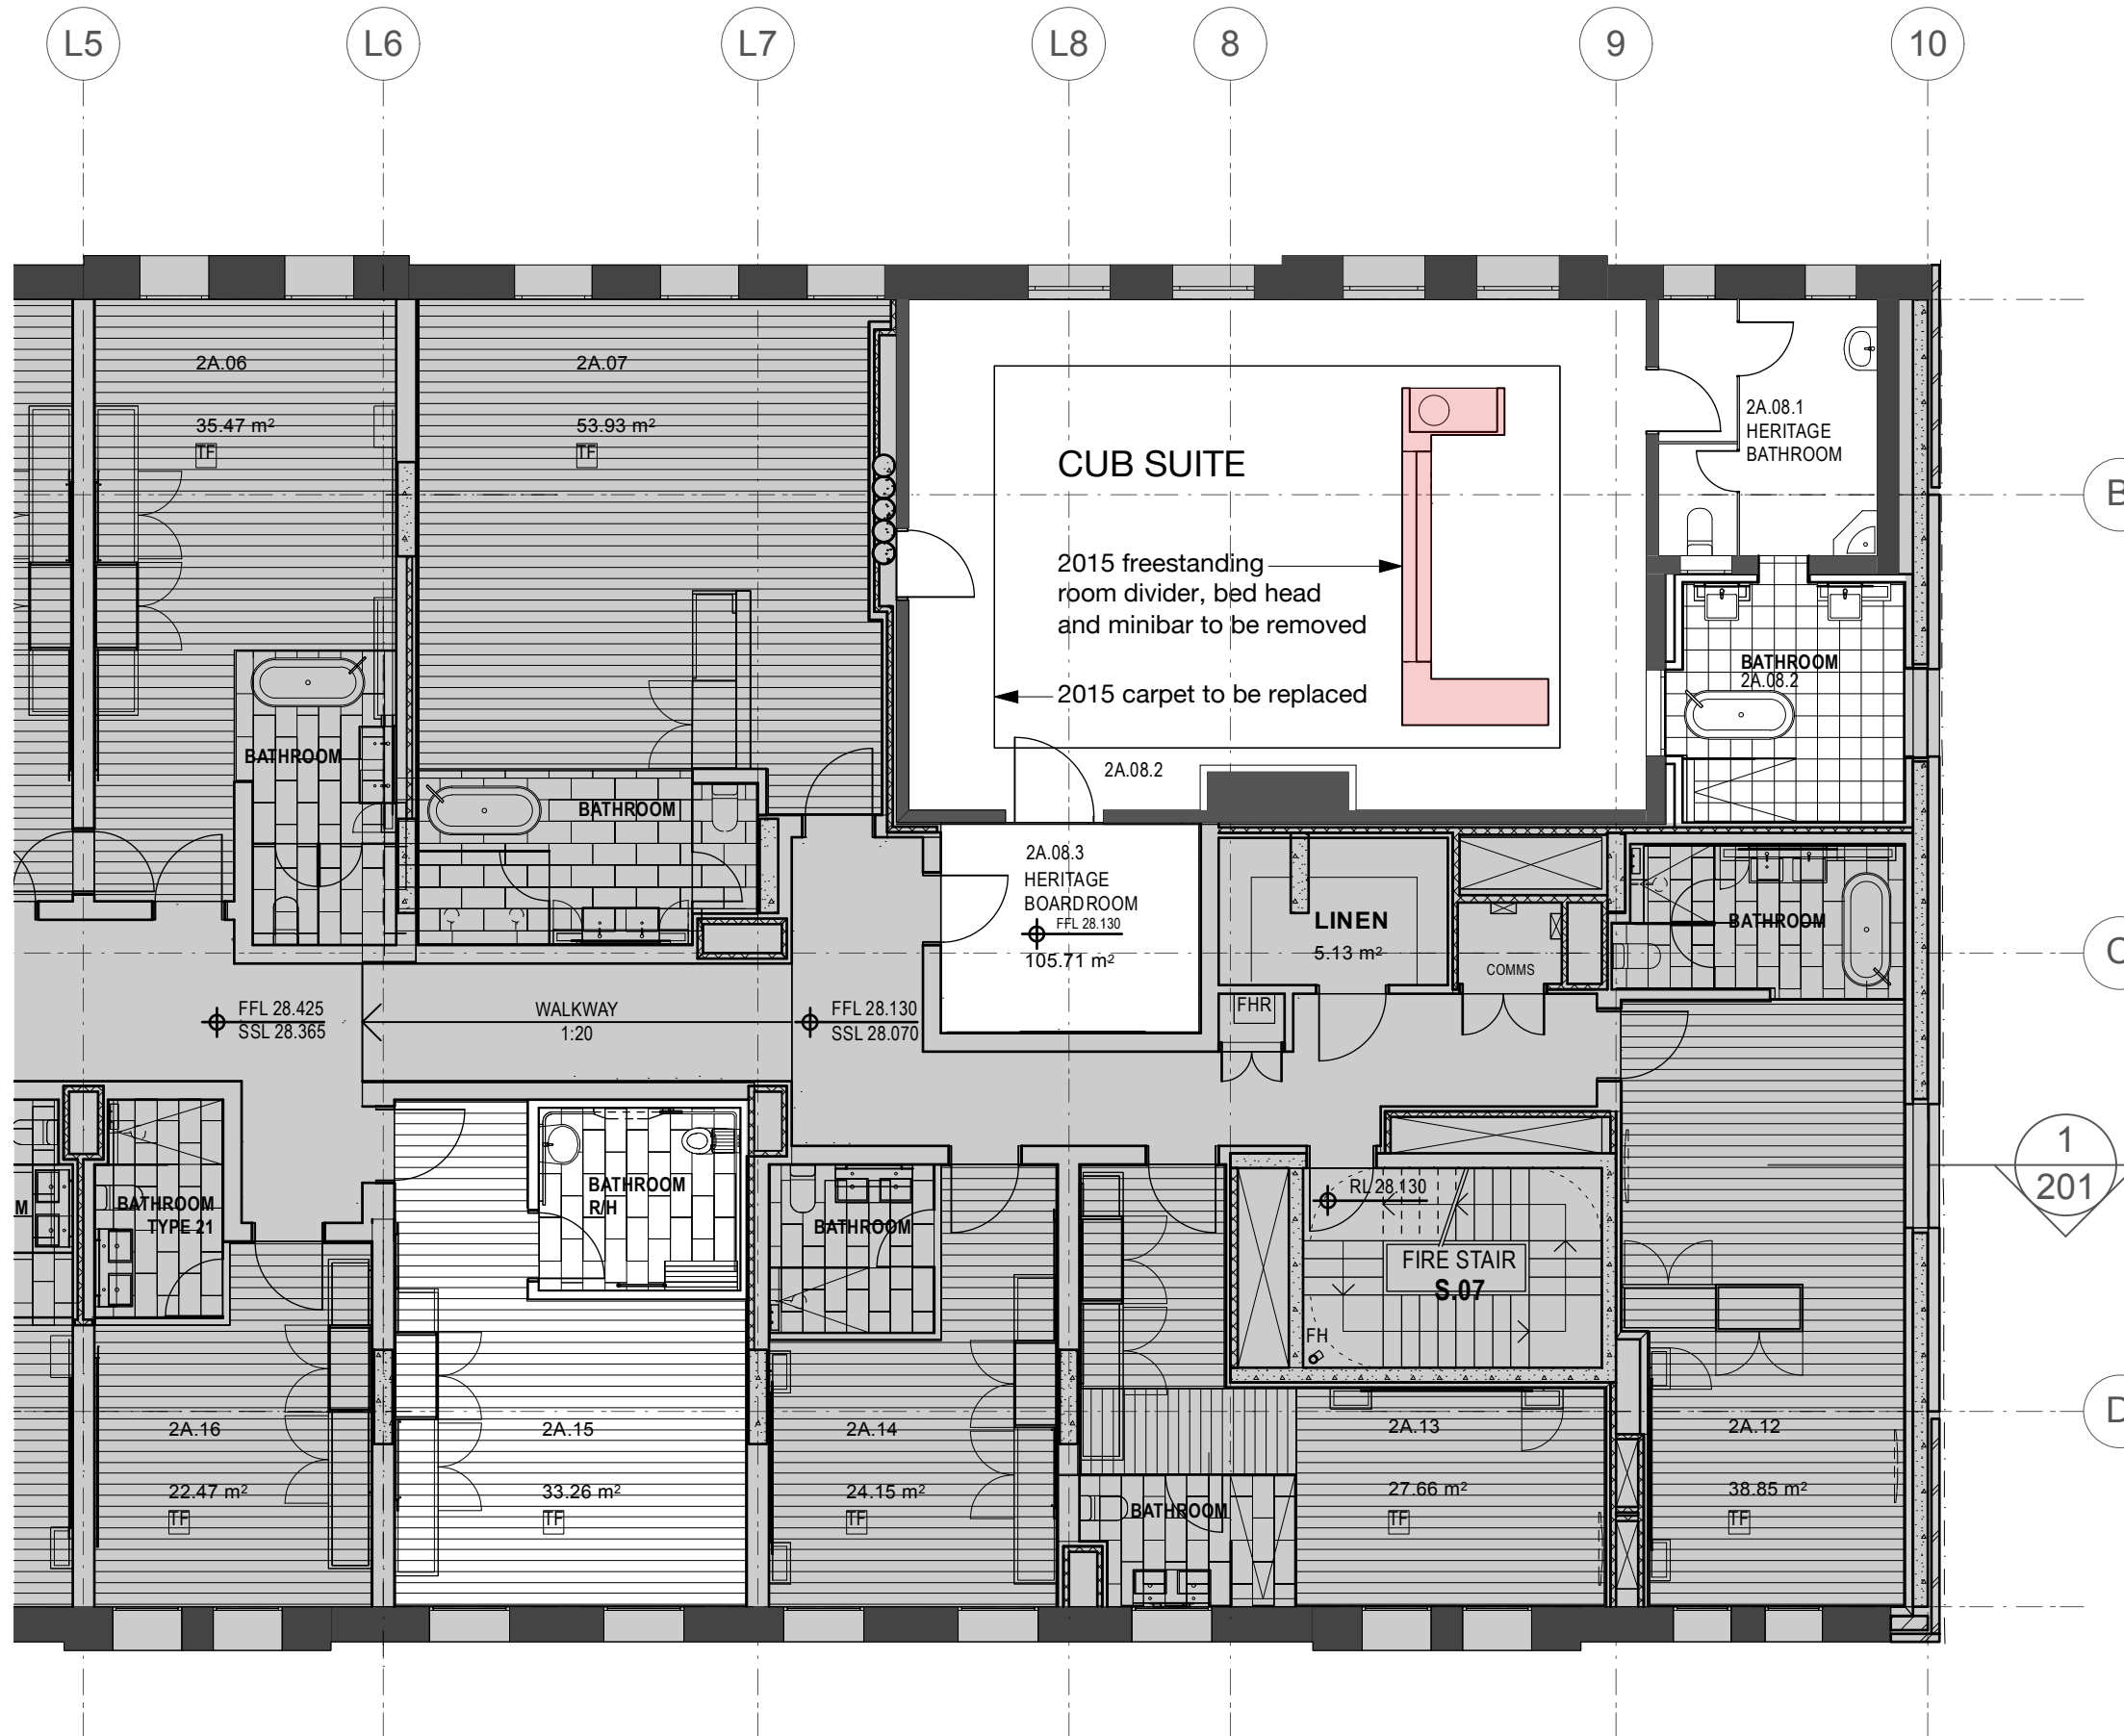 L5
L6
L7
L8
8
9
10
2A.06
35.47 m²
TF
2A.07
53.93 m²
TF
CUB SUITE
2015 freestanding
room divider, bed head
and minibar to be removed
2015 carpet to be replaced
2A.08.2
2A.08.1
HERITAGE
BATHROOM
B
BATHROOM
2A.08.2
BATHROOM
BATHROOM
2A.08.3
HERITAGE
BOARDROOM
FFL 28.130
105.71 m²
LINEN
5.13 m²
COMMS
BATHROOM
C
FHR
FFL 28.425
SSL 28.365
WALKWAY
1:20
FFL 28.130
SSL 28.070
M
BATHROOM
TYPE 21
BATHROOM
R/H
BATHROOM
RL 28.130
FIRE STAIR
S.07
FH
1
201
D
2A.16
22.47 m²
TF
2A.15
33.26 m²
TF
2A.14
24.15 m²
TF
BATHROOM
2A.13
27.66 m²
TF
2A.12
38.85 m²
TF